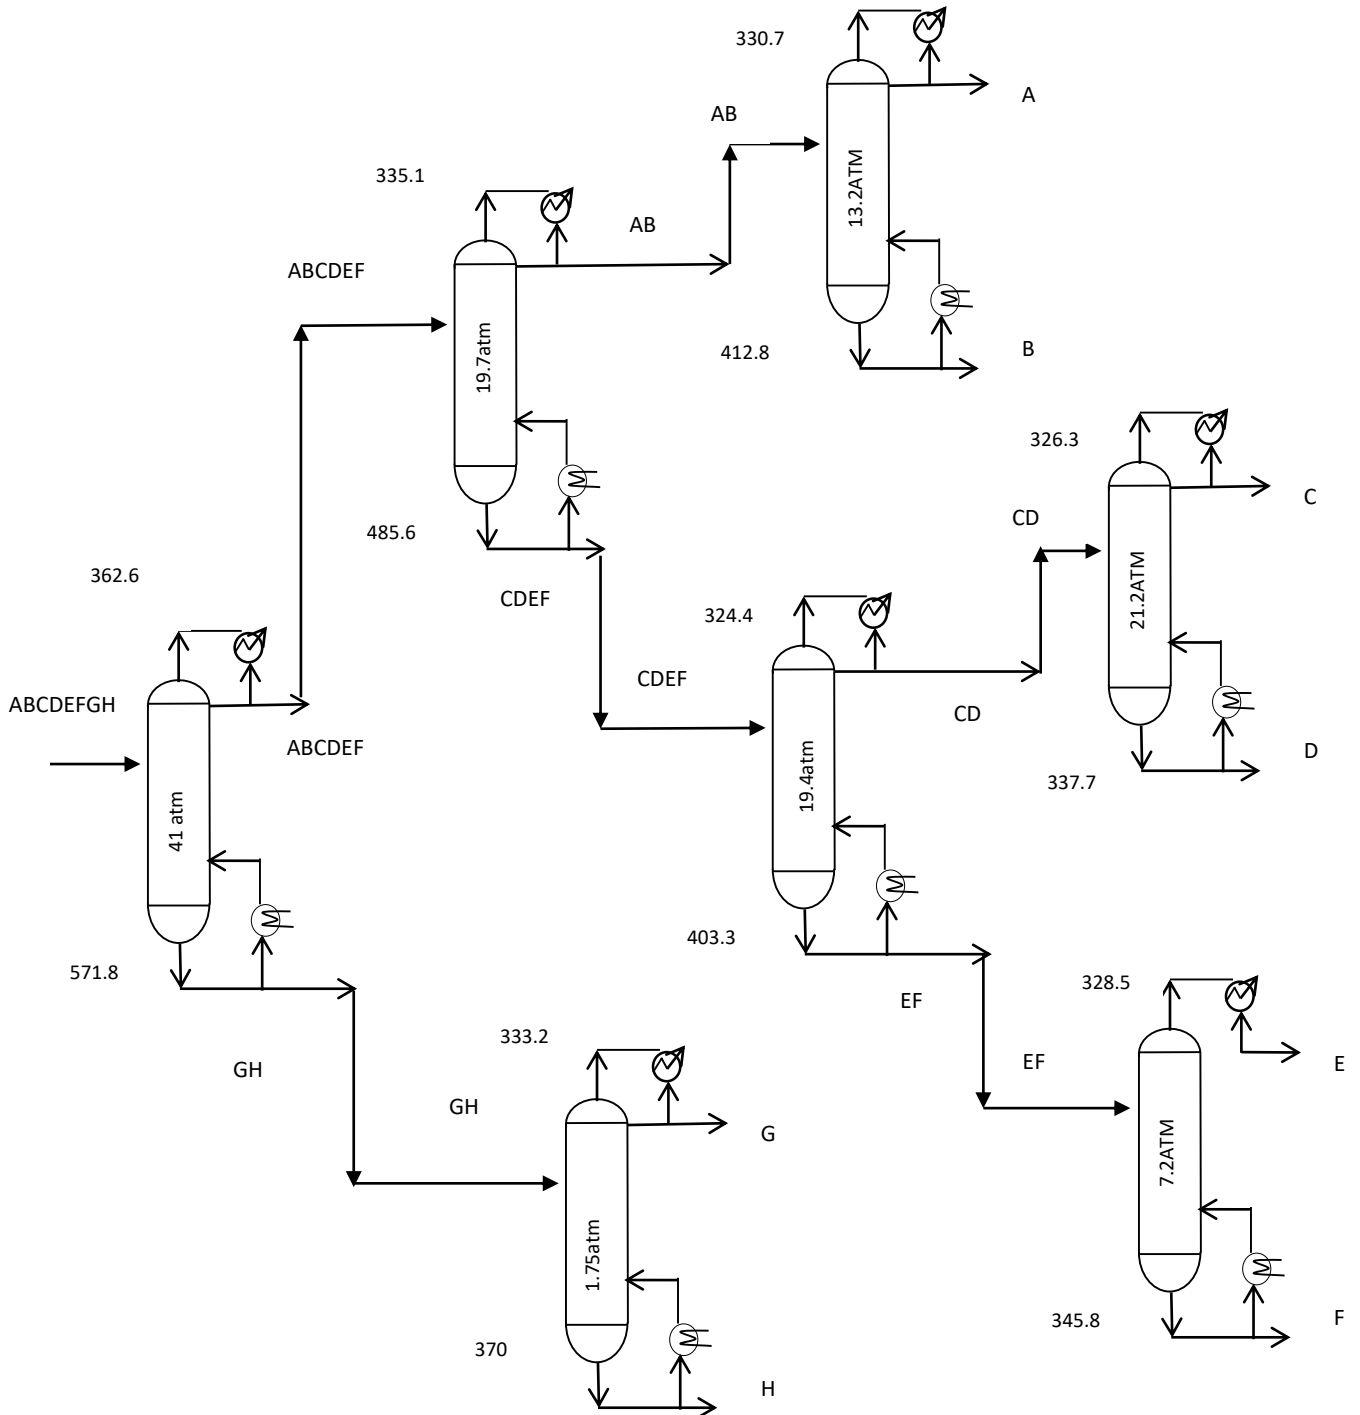 330.7
A
AB
13.2ATM
335.1
AB
ABCDEF
19.7atm
412.8
B
326.3
C
CD
485.6
362.6
CDEF
324.4
21.2ATM
CDEF
ABCDEFGH
CD
ABCDEF
D
337.7
19.4atm
41 atm
403.3
571.8
328.5
EF
333.2
GH
EF
E
GH
G
7.2ATM
1.75atm
345.8
F
370
H